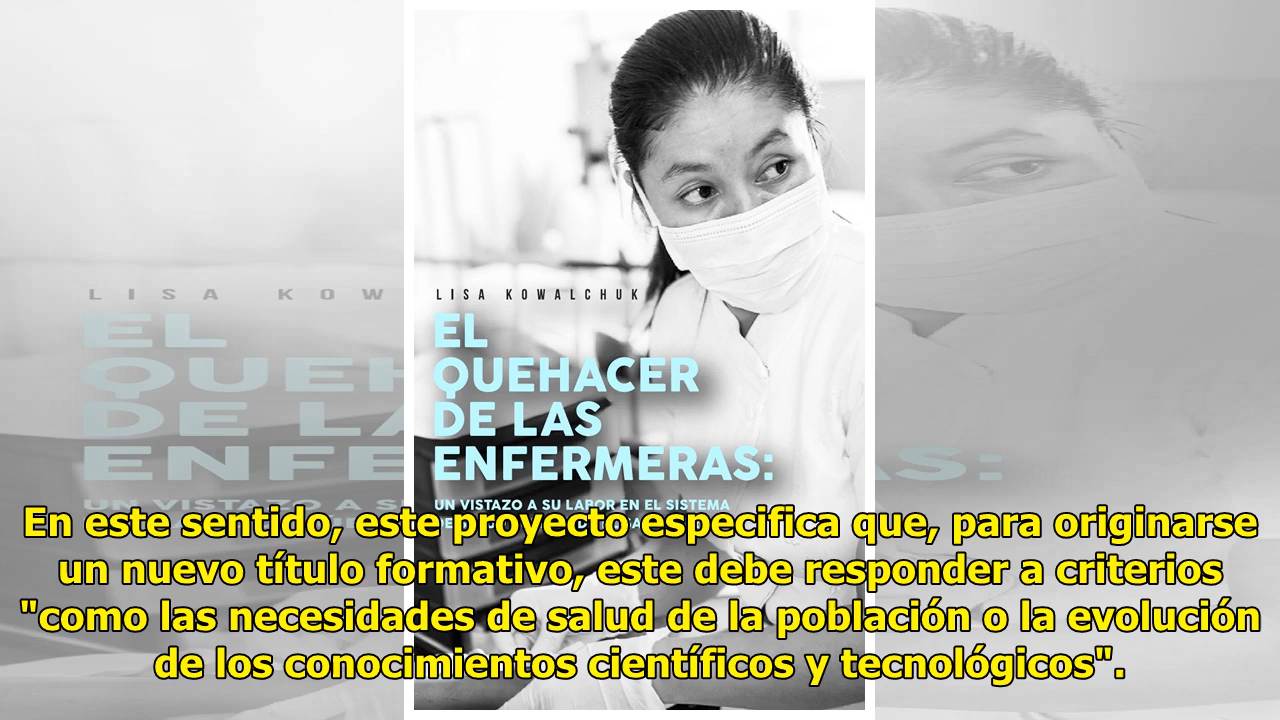 LISA KOWALCHUK
EL
QUEHACER
DE LAS
ENFERMERAS:
UN VISTAZO A SU LABOR EN EL SISTEMA
En este sentido, este proyecto especifica que, para originarse
un nuevo título formativo, este debe responder a criterios
"como las necesidades de salud de la población o la evolución
de los conocimientos científicos y tecnológicos".